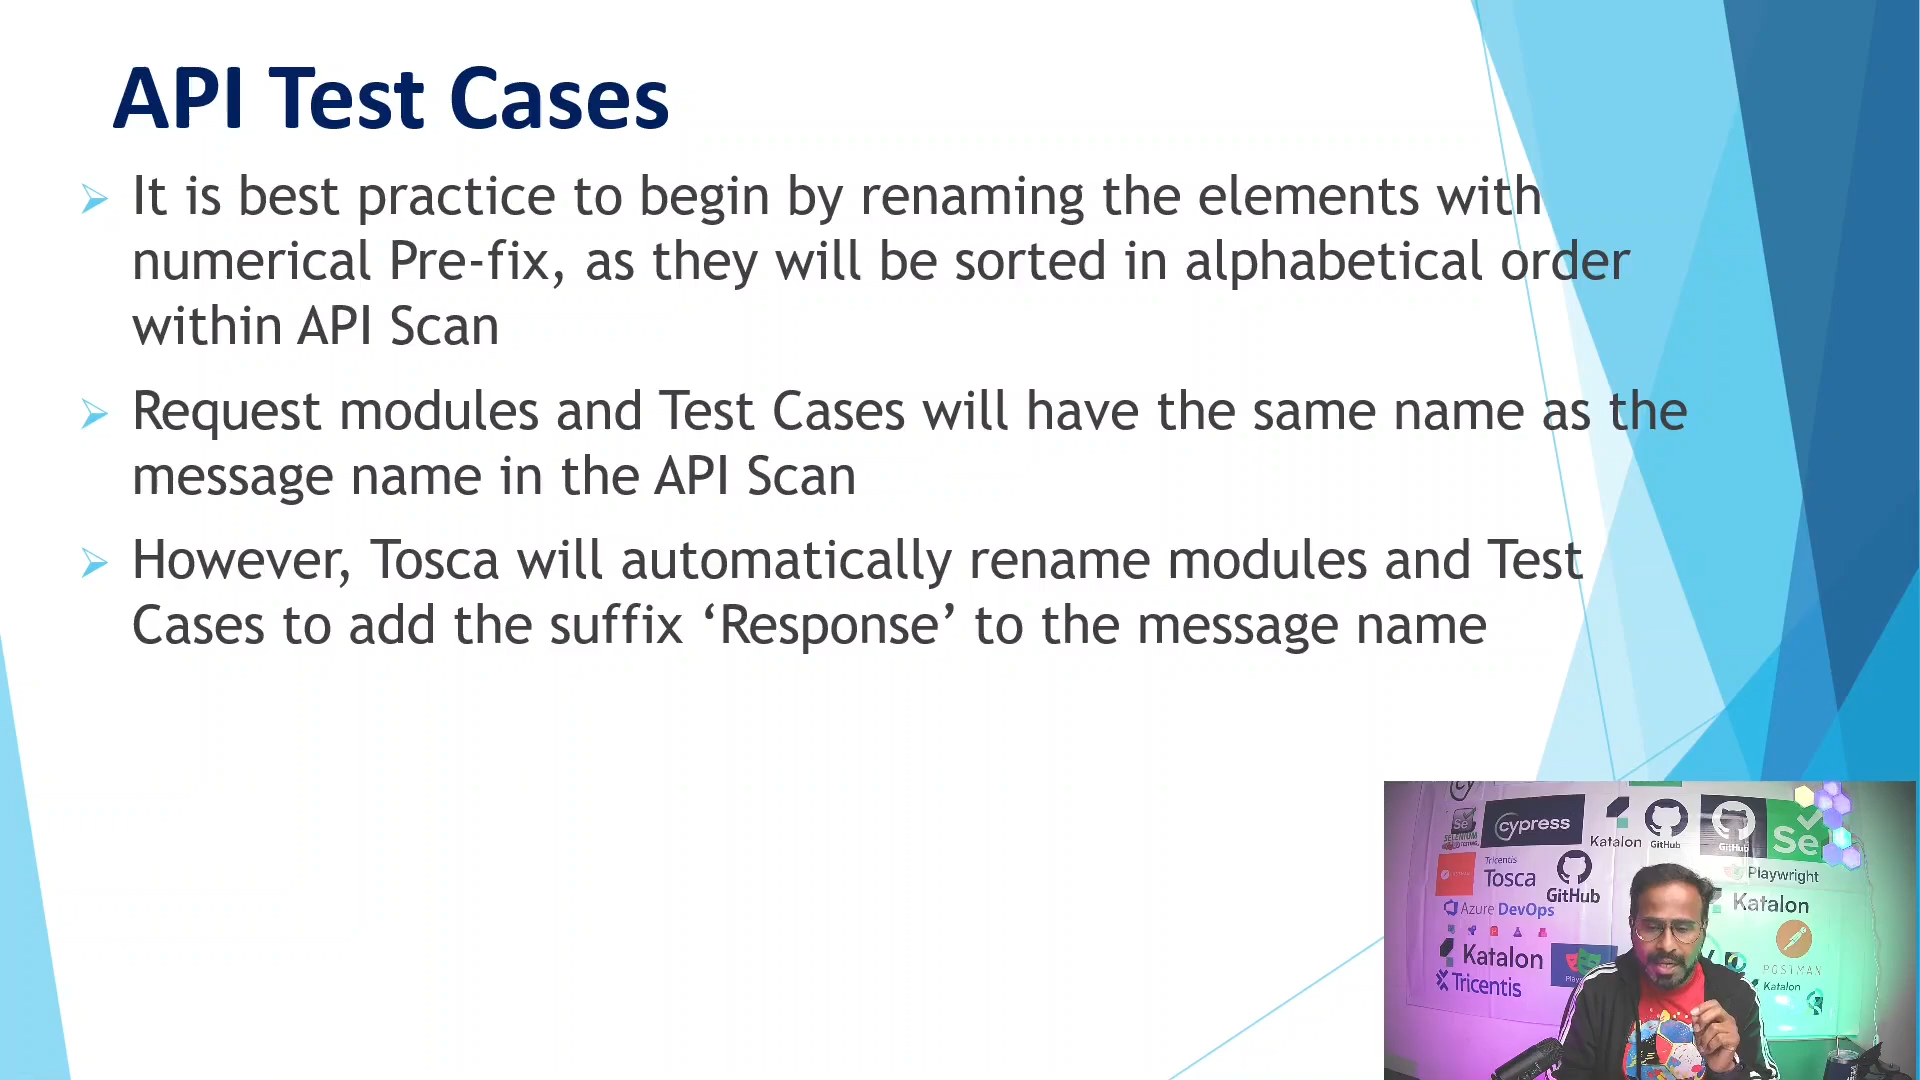 API Test Cases
It is best practice to begin by renaming the elements with
numerical Pre-fix, as they will be sorted in alphabetical order
within API Scan
Request modules and Test Cases will have the same name as the
message name in the API Scan
However, Tosca will automatically rename modules and Test
Cases to add the suffix ‘Response’ to the message name
cypress
Katalon
GitHub
GitHub
Se
Se
Tricentis
Tosca
GitHub
Playwright
Katalon
Azure DevOps
Katalon
POSTMAN
Katalon
Tricentis